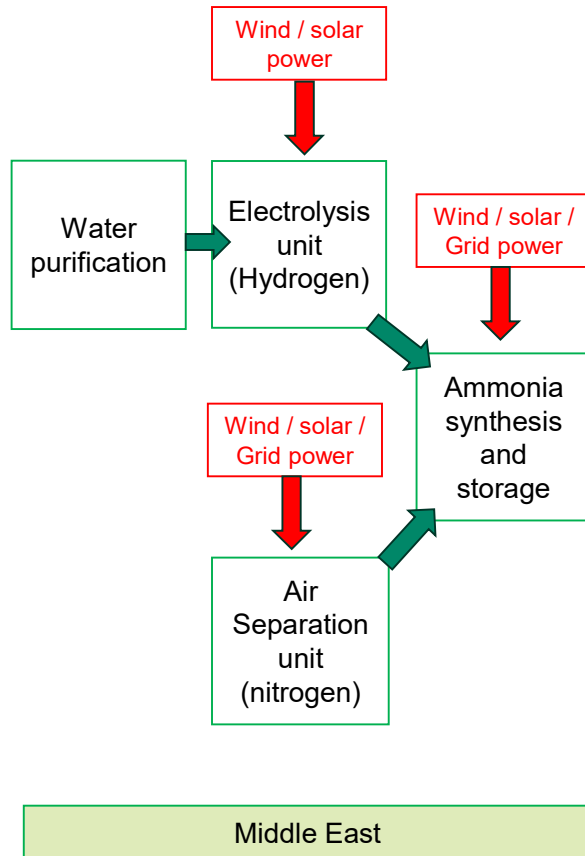 Wind / solar
power
Water
purification
Electrolysis
unit
(Hydrogen)
Wind / solar /
Grid power
Ammonia
synthesis
and
storage
Wind / solar /
Grid power
Air
Separation
unit
(nitrogen)
Middle East